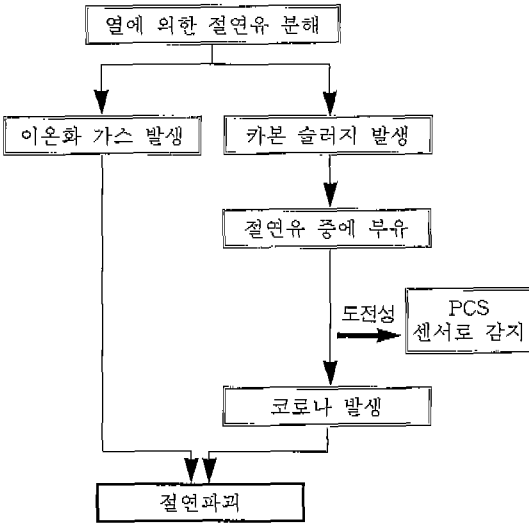 열에 의한 절연유 분해
이온화 가스 발생
카본 슬러지 발생
절연유 중에 부유
도전성
PCS
센서로 감지
코로나 발생
절연파괴